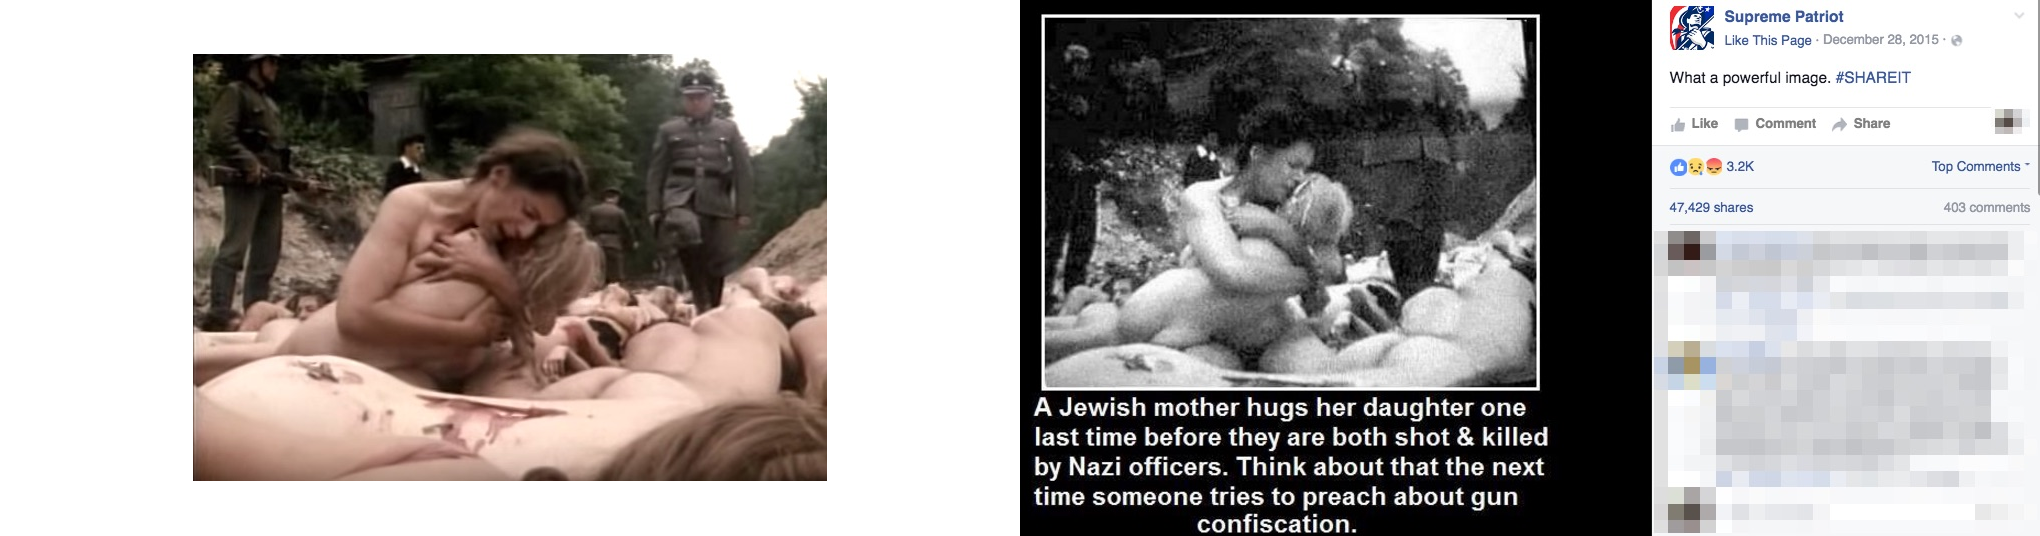 A Jewish mother hugs her daughter one
last time before they are both shot & killed
by Nazi officers. Think about that the next
time someone tries to preach about gun
confiscation.
Supreme Patriot
Like This Page · December 28, 2015 ·
What a powerful image. #SHAREIT
Like Comment Share
3.2K Top Comments
47,429 shares 403 comments